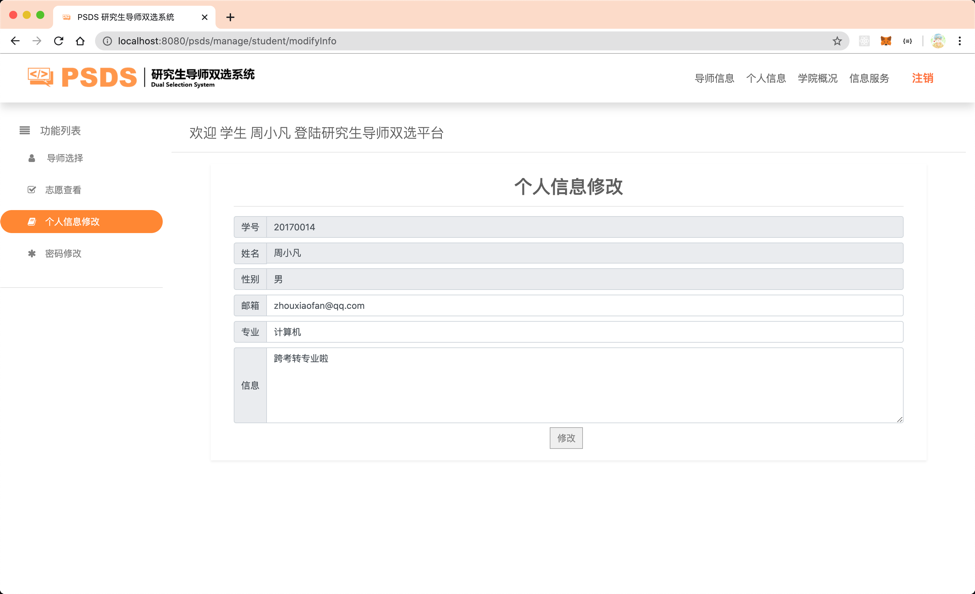 PSDS 研究生导师双选系统
localhost:8080/psds/manage/student/modifyInfo
</> PSDS 研究生导师双选系统
Dual Selection System
导师信息 个人信息 学院概况 信息服务 注销
功能列表
导师选择
志愿查看
个人信息修改
密码修改
欢迎 学生 周小凡 登陆研究生导师双选平台
个人信息修改
学号 20170014
姓名 周小凡
性别 男
邮箱 zhouxiaofan@qq.com
专业 计算机
信息 跨考转专业啦
修改